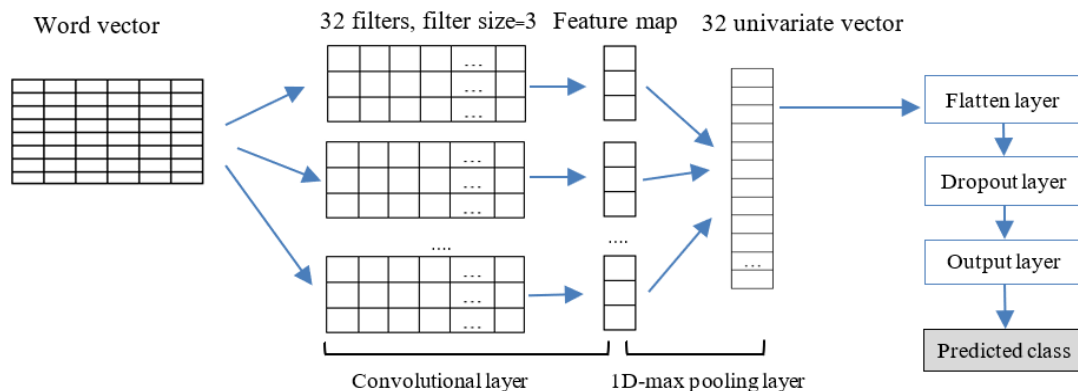 Word vector
32 filters, filter size=3
Feature map
32 univariate vector
...
...
...
...
....
....
...
...
...
Flatten layer
Dropout layer
Output layer
Predicted class
Convolutional layer
1D-max pooling layer